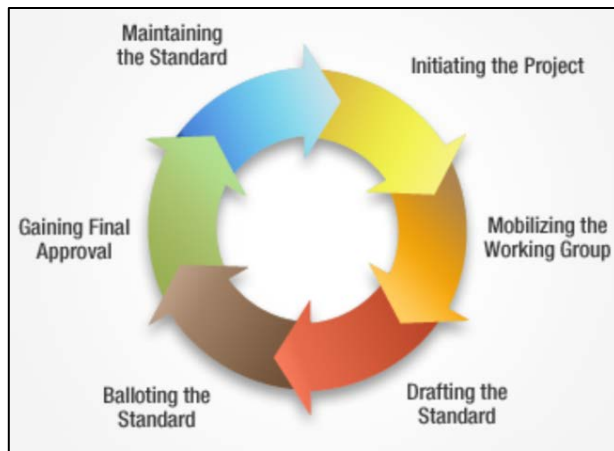 Maintaining
the Standard
Initiating the Project
Mobilizing the
Working Group
Drafting the
Standard
Balloting the
Standard
Gaining Final
Approval